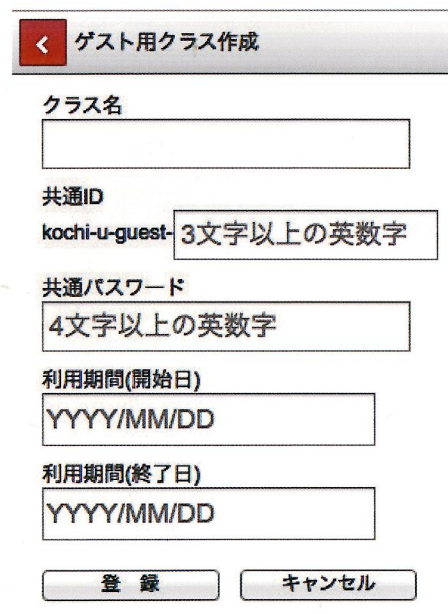 ゲスト用クラス作成
クラス名
共通ID
kochi-u-guest- 3文字以上の英数字
共通パスワード
4文字以上の英数字
利用期間(開始日)
YYYY/MM/DD
利用期間(終了日)
YYYY/MM/DD
登 録 キャンセル